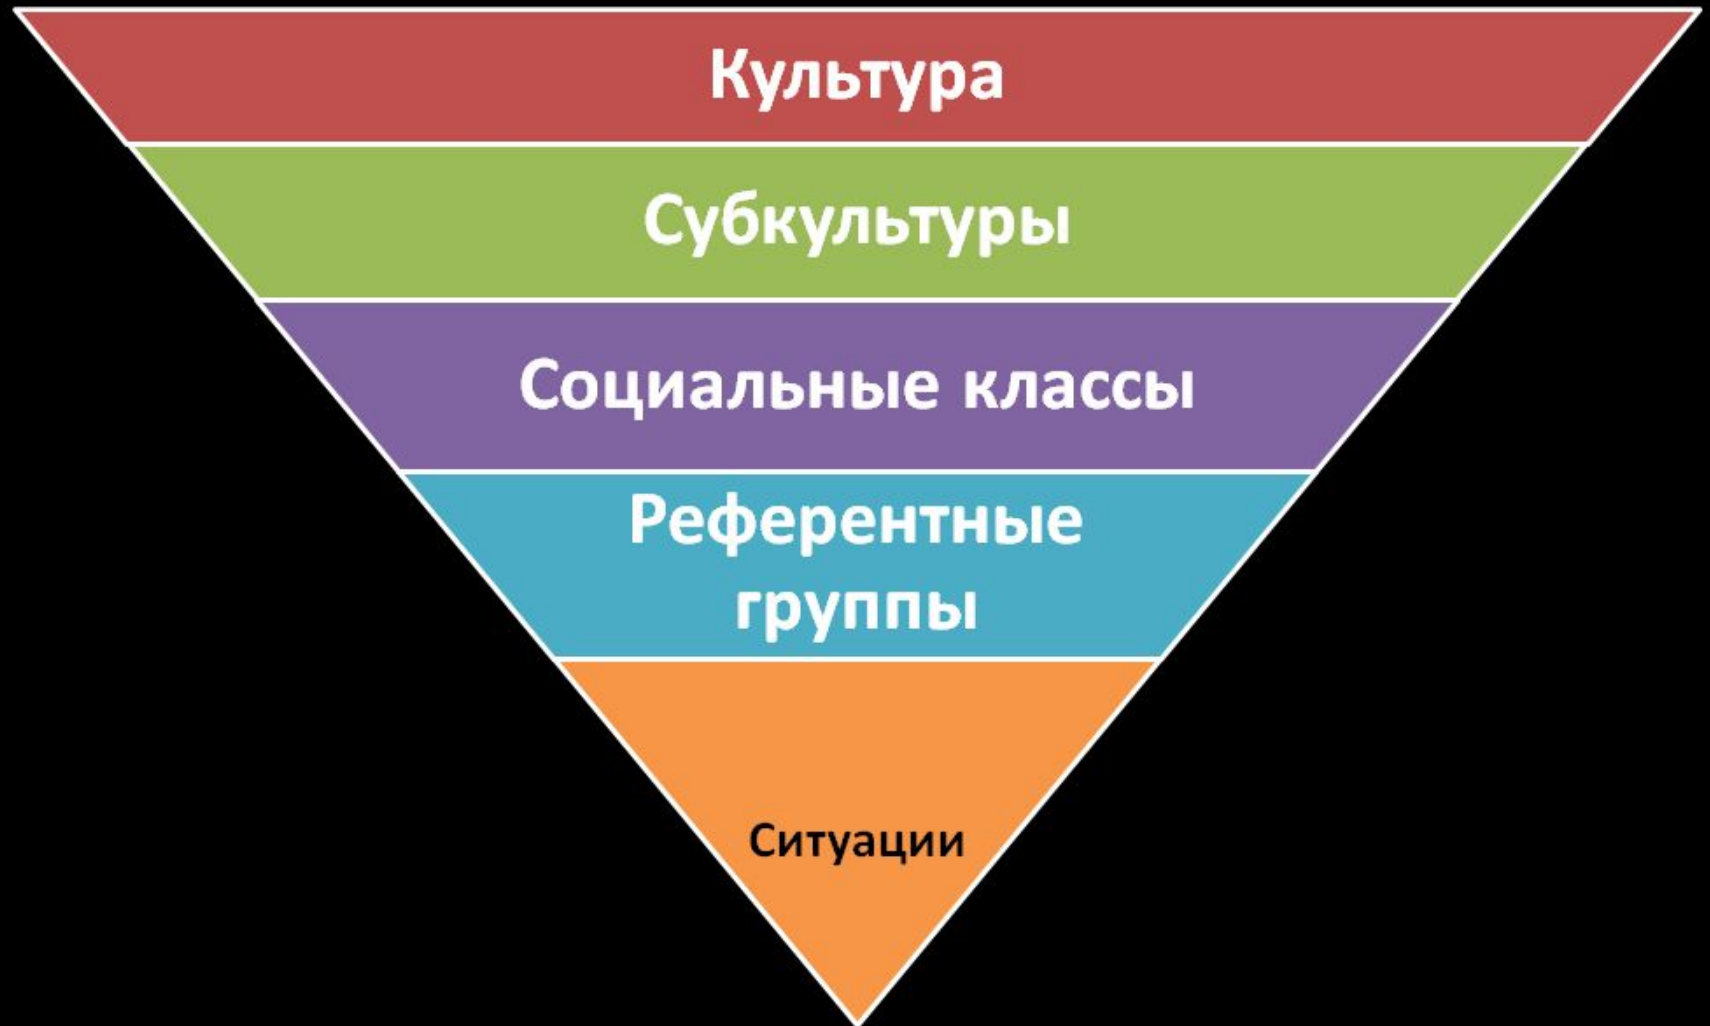 Культура
Субкультуры
Социальные классы
Референтные
группы
Ситуации